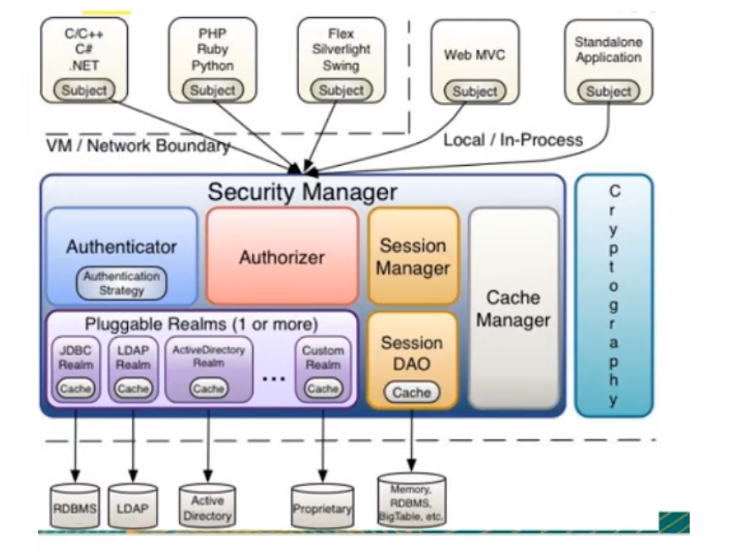 C/C++
C#
.NET
Subject
PHP
Ruby
Python
Subject
Flex
Silverlight
Swing
Subject
Web MVC
Subject
Standalone
Application
Subject
VM / Network Boundary
Local / In-Process
Security Manager
Authenticator
Authentication
Strategy
Authorizer
Session
Manager
Cache
Manager
Cryptography
Pluggable Realms (1 or more)
JDBC
Realm
Cache
LDAP
Realm
Cache
ActiveDirectory
Realm
Cache
...
Custom
Realm
Cache
Session
DAO
Cache
RDBMS
LDAP
Active
Directory
Proprietary
Memory,
RDBMS,
BigTable, etc.